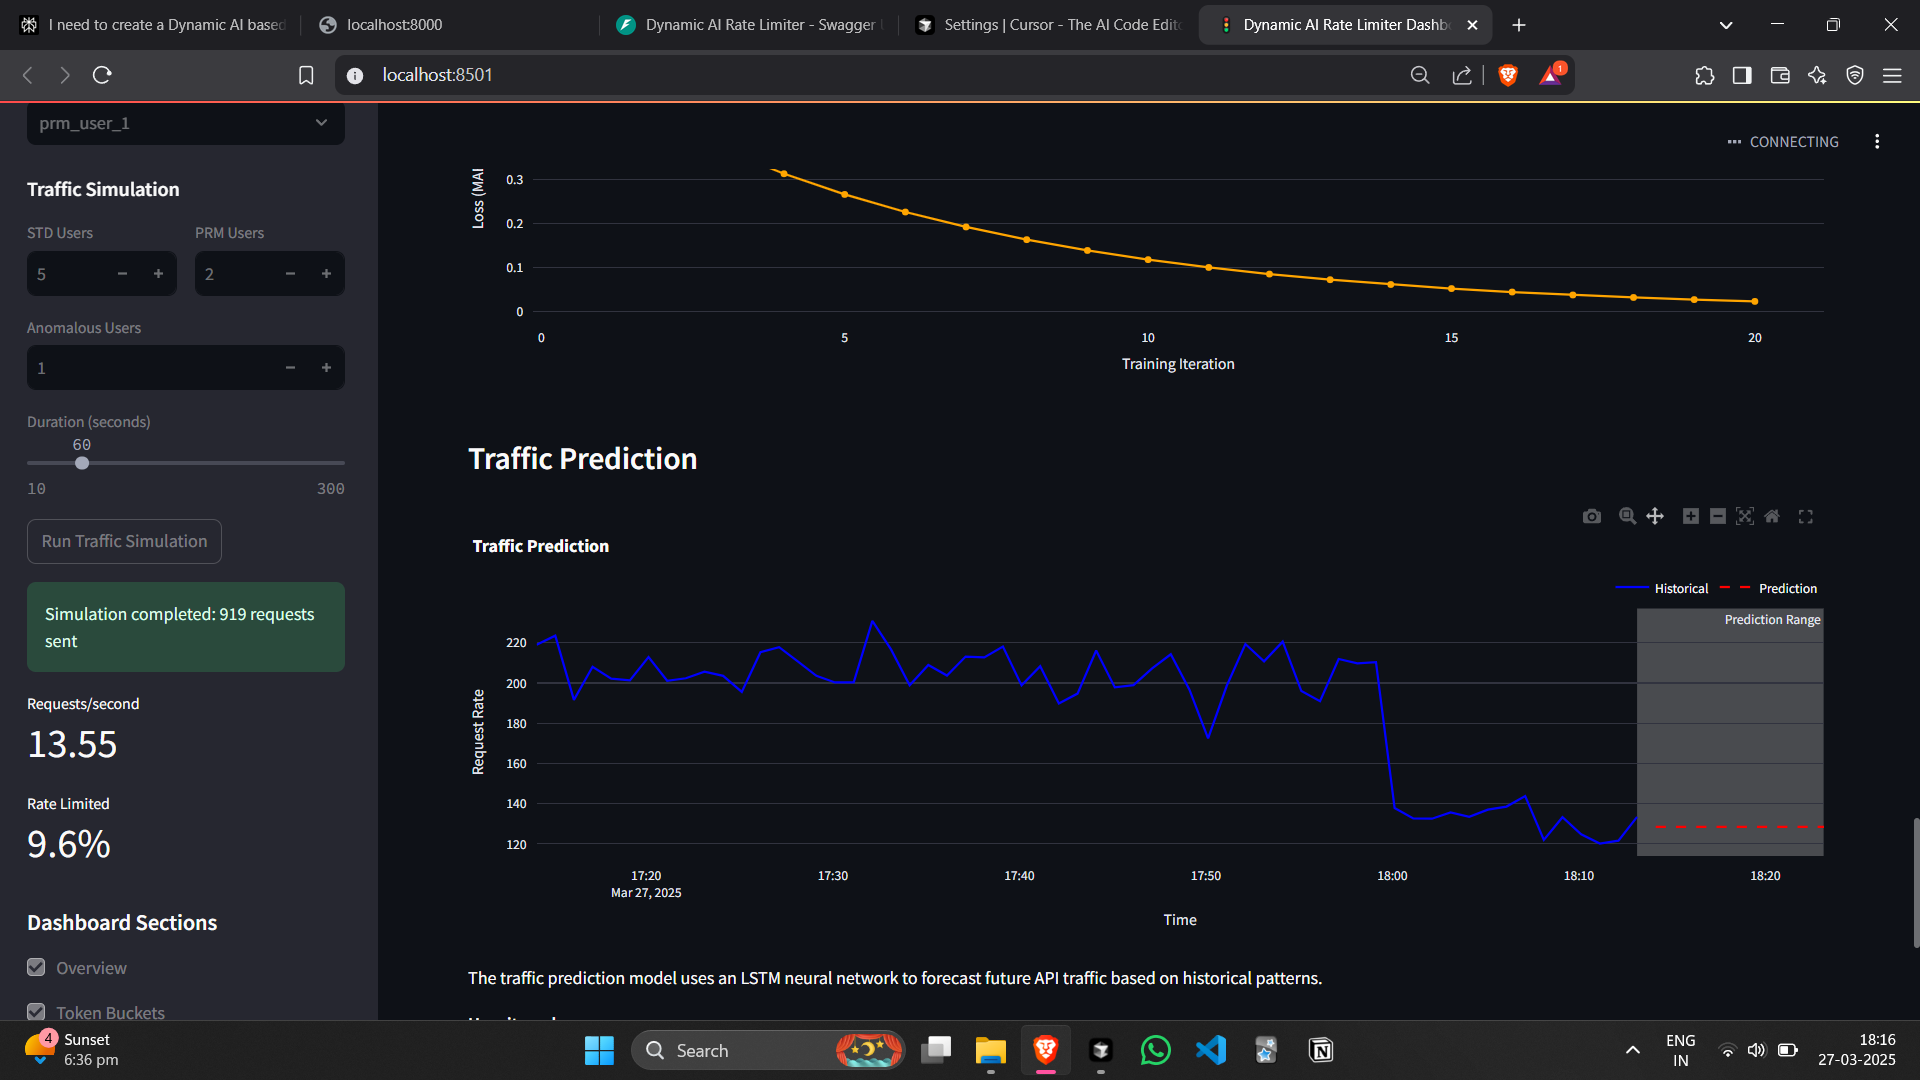 I need to create a Dynamic AI based
localhost:8000
Dynamic AI Rate Limiter - Swagger
Settings | Cursor - The AI Code Edit
Dynamic AI Rate Limiter Dashb
localhost:8501
1
prm_user_1
Traffic Simulation
STD Users
PRM Users
5
2
Anomalous Users
1
Duration (seconds)
60
10
300
Run Traffic Simulation
Simulation completed: 919 requests
sent
Requests/second
13.55
Rate Limited
9.6%
Dashboard Sections
Overview
Token Buckets
CONNECTING
Loss (MAI
0.3
0.2
0.1
0
0
5
10
15
20
Training Iteration
Traffic Prediction
Traffic Prediction
Historical
Prediction
Prediction Range
Request Rate
220
200
180
160
140
120
17:20
17:30
17:40
17:50
18:00
18:10
18:20
Mar 27, 2025
Time
The traffic prediction model uses an LSTM neural network to forecast future API traffic based on historical patterns.
4
Sunset
6:36 pm
Search
ENG
IN
18:16
27-03-2025